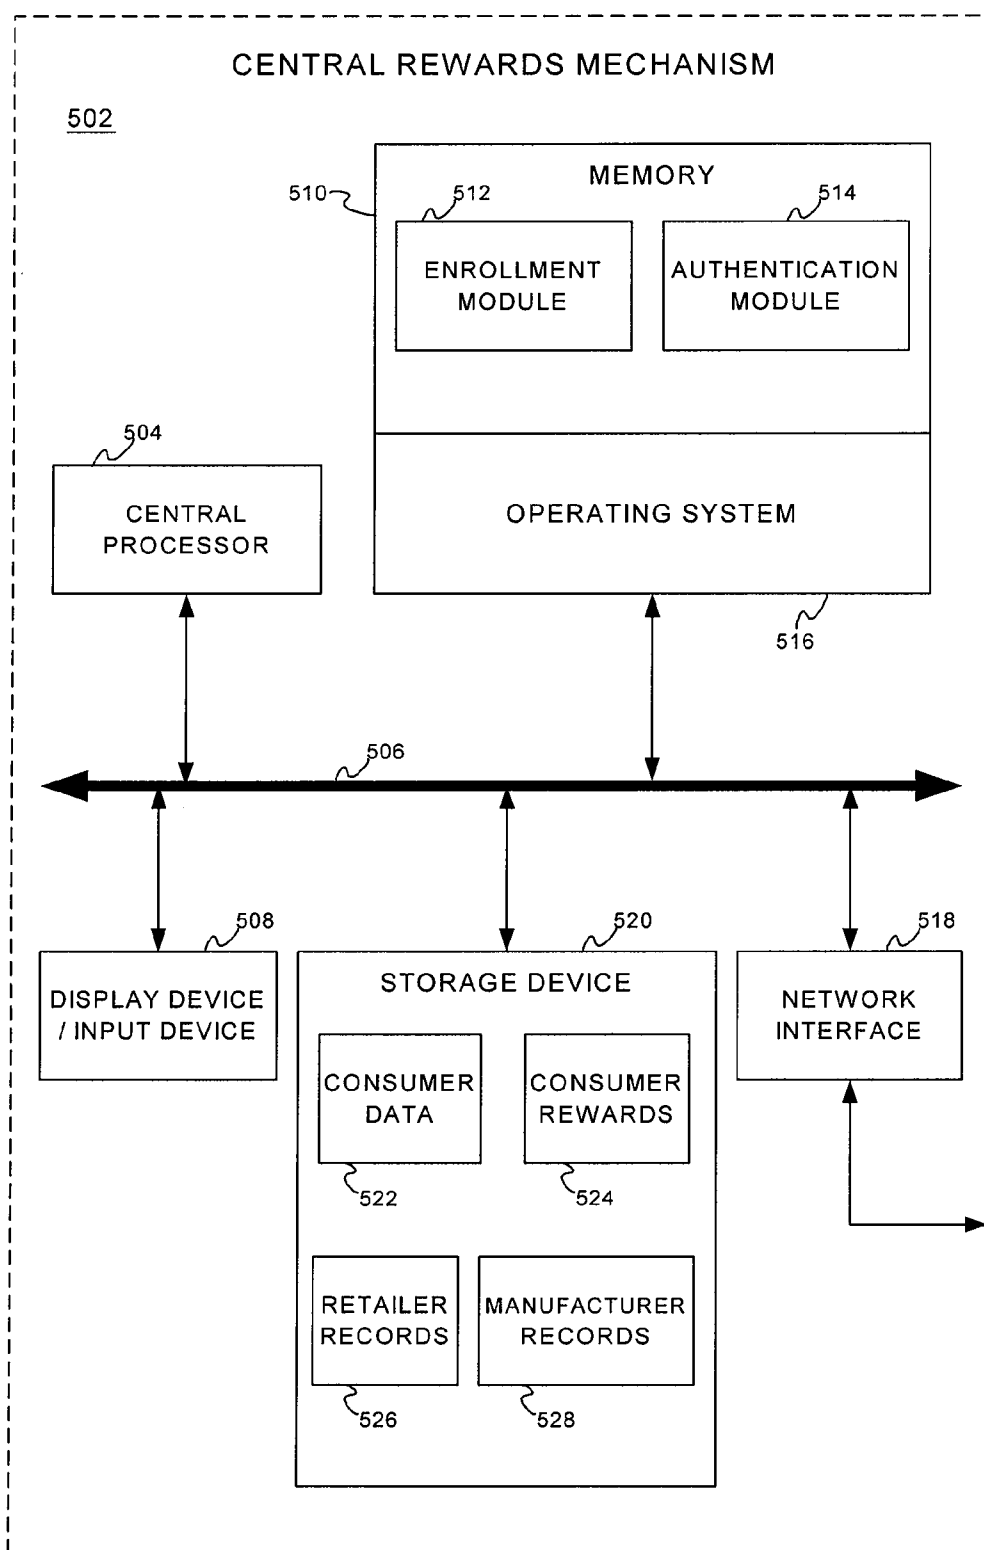 CENTRAL REWARDS MECHANISM
502
MEMORY
510
512
514
ENROLLMENT
MODULE
AUTHENTICATION
MODULE
504
CENTRAL
PROCESSOR
OPERATING SYSTEM
516
506
508
520
518
DISPLAY DEVICE
/ INPUT DEVICE
STORAGE DEVICE
NETWORK
INTERFACE
CONSUMER
DATA
CONSUMER
REWARDS
522
524
RETAILER
RECORDS
MANUFACTURER
RECORDS
526
528